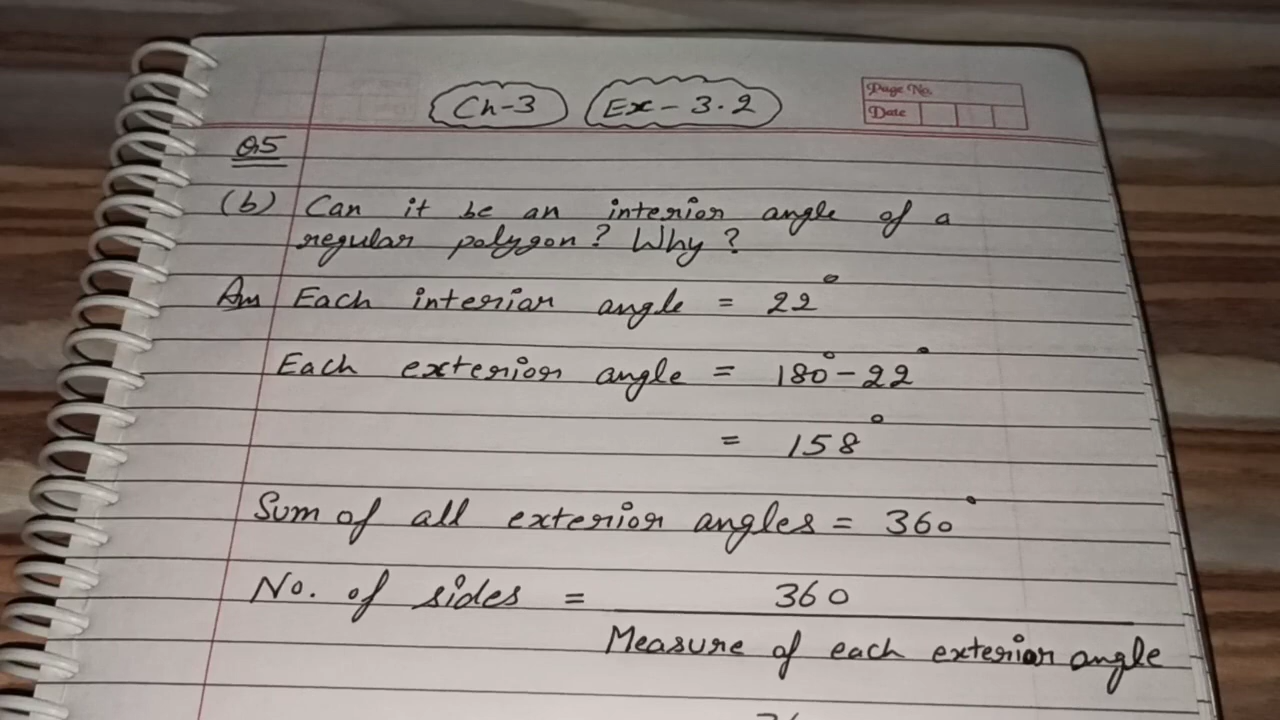 Ch-3 Ex-3.2
Page No.
Date
Q5
(b) Can it be an interior angle of a
regular polygon? Why?
Ans Each interior angle = 22°
Each exterior angle = 180°-22°
= 158°
Sum of all exterior angles = 360°
No. of sides = 360
Measure of each exterior angle